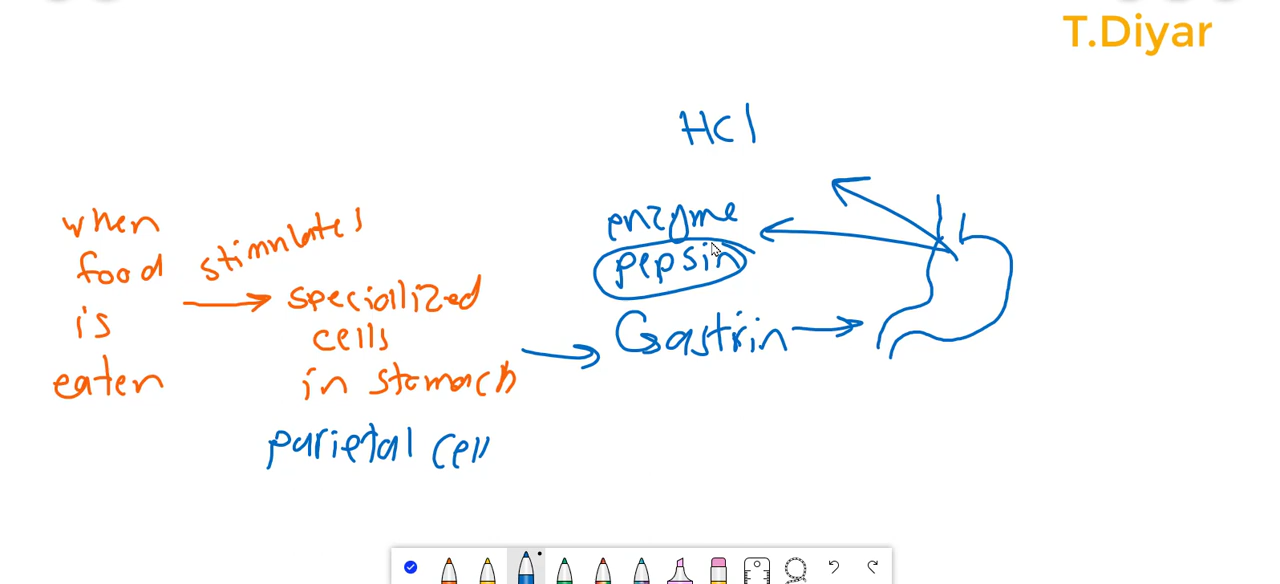 T.Diyar
HCl
when
food
is
eaten
stimulates
specialized
cells
in stomach
parietal cell
enzyme
pepsin
Gastrin